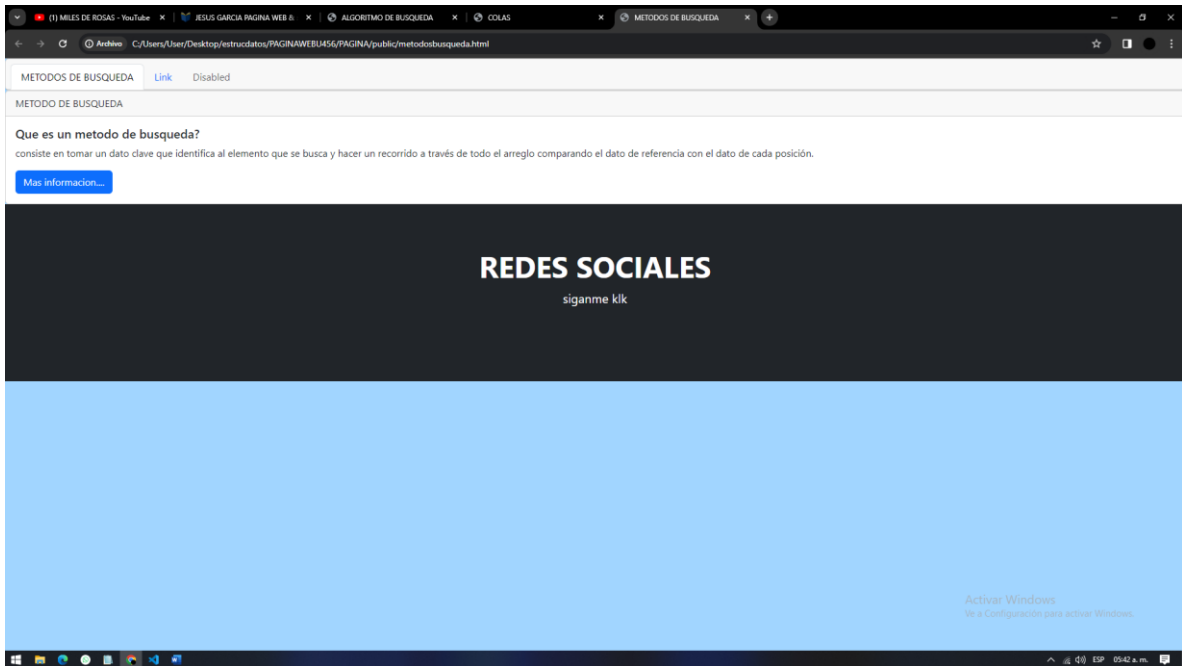 (1) MILES DE ROSAS - YouTube
JESUS GARCIA PAGINA WEB &
ALGORITMO DE BUSQUEDA
COLAS
METODOS DE BUSQUEDA
Archivo C:/Users/User/Desktop/estrucdatos/PAGINAWEBU456/PAGINA/public/metodosbusqueda.html
METODOS DE BUSQUEDA Link Disabled
METODO DE BUSQUEDA
Que es un metodo de busqueda?
consiste en tomar un dato clave que identifica al elemento que se busca y hacer un recorrido a través de todo el arreglo comparando el dato de referencia con el dato de cada posición.
Mas informacion....
REDES SOCIALES
siganme klk
Activar Windows
Ve a Configuración para activar Windows.
ESP 05:42 a. m.